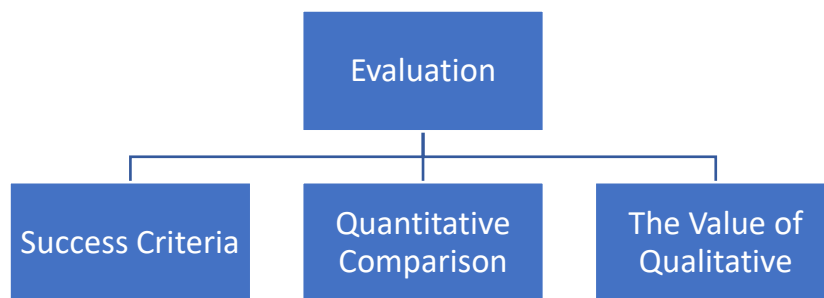 Evaluation
Success Criteria
Quantitative
Comparison
The Value of
Qualitative